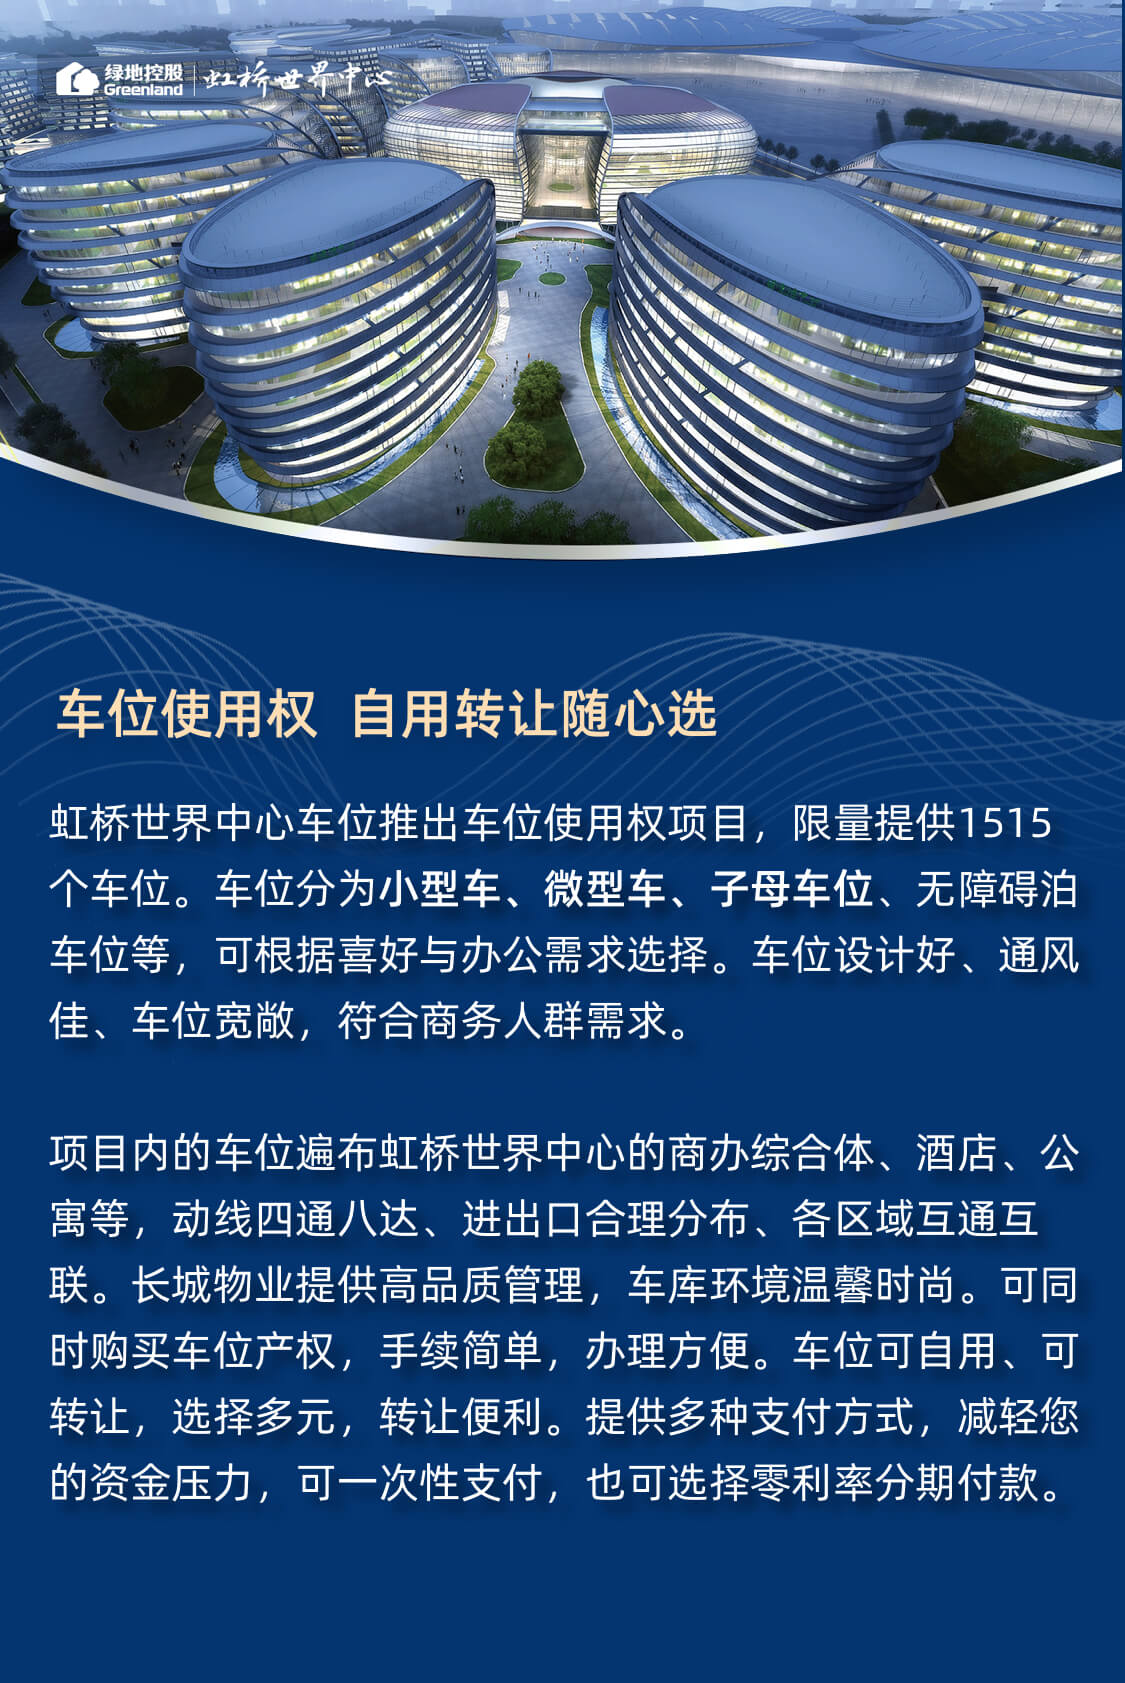 绿地控股
Greenland
虹桥世界中心
车位使用权 自用转让随心选
虹桥世界中心车位推出车位使用权项目，限量提供1515
个车位。车位分为小型车、微型车、子母车位、无障碍泊
车位等，可根据喜好与办公需求选择。车位设计好、通风
佳、车位宽敞，符合商务人群需求。
项目内的车位遍布虹桥世界中心的商办综合体、酒店、公
寓等，动线四通八达、进出口合理分布、各区域互通互
联。长城物业提供高品质管理，车库环境温馨时尚。可同
时购买车位产权，手续简单，办理方便。车位可自用、可
转让，选择多元，转让便利。提供多种支付方式，减轻您
的资金压力，可一次性支付，也可选择零利率分期付款。